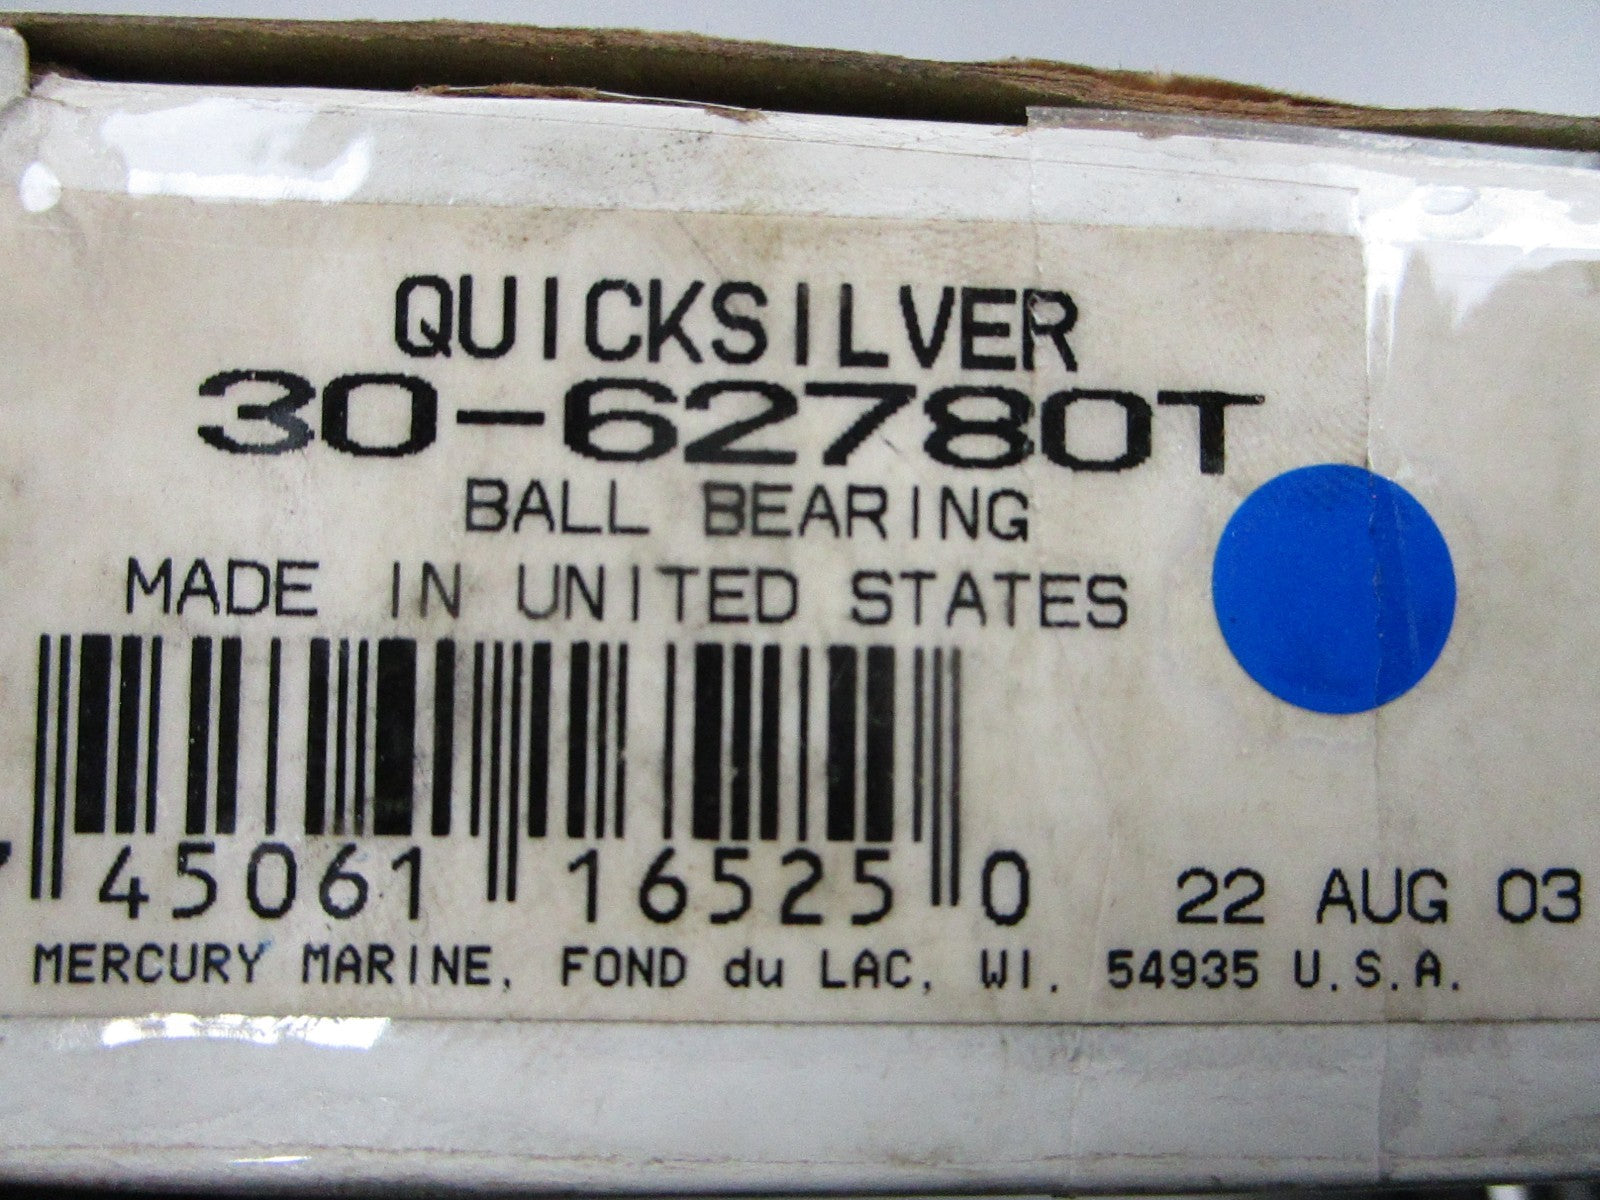 QUICKSILVER
30-62780T
BALL BEARING
MADE IN UNITED STATES
7 45061 16525 0 22 AUG 03
MERCURY MARINE, FOND du LAC, WI. 54935 U.S.A.